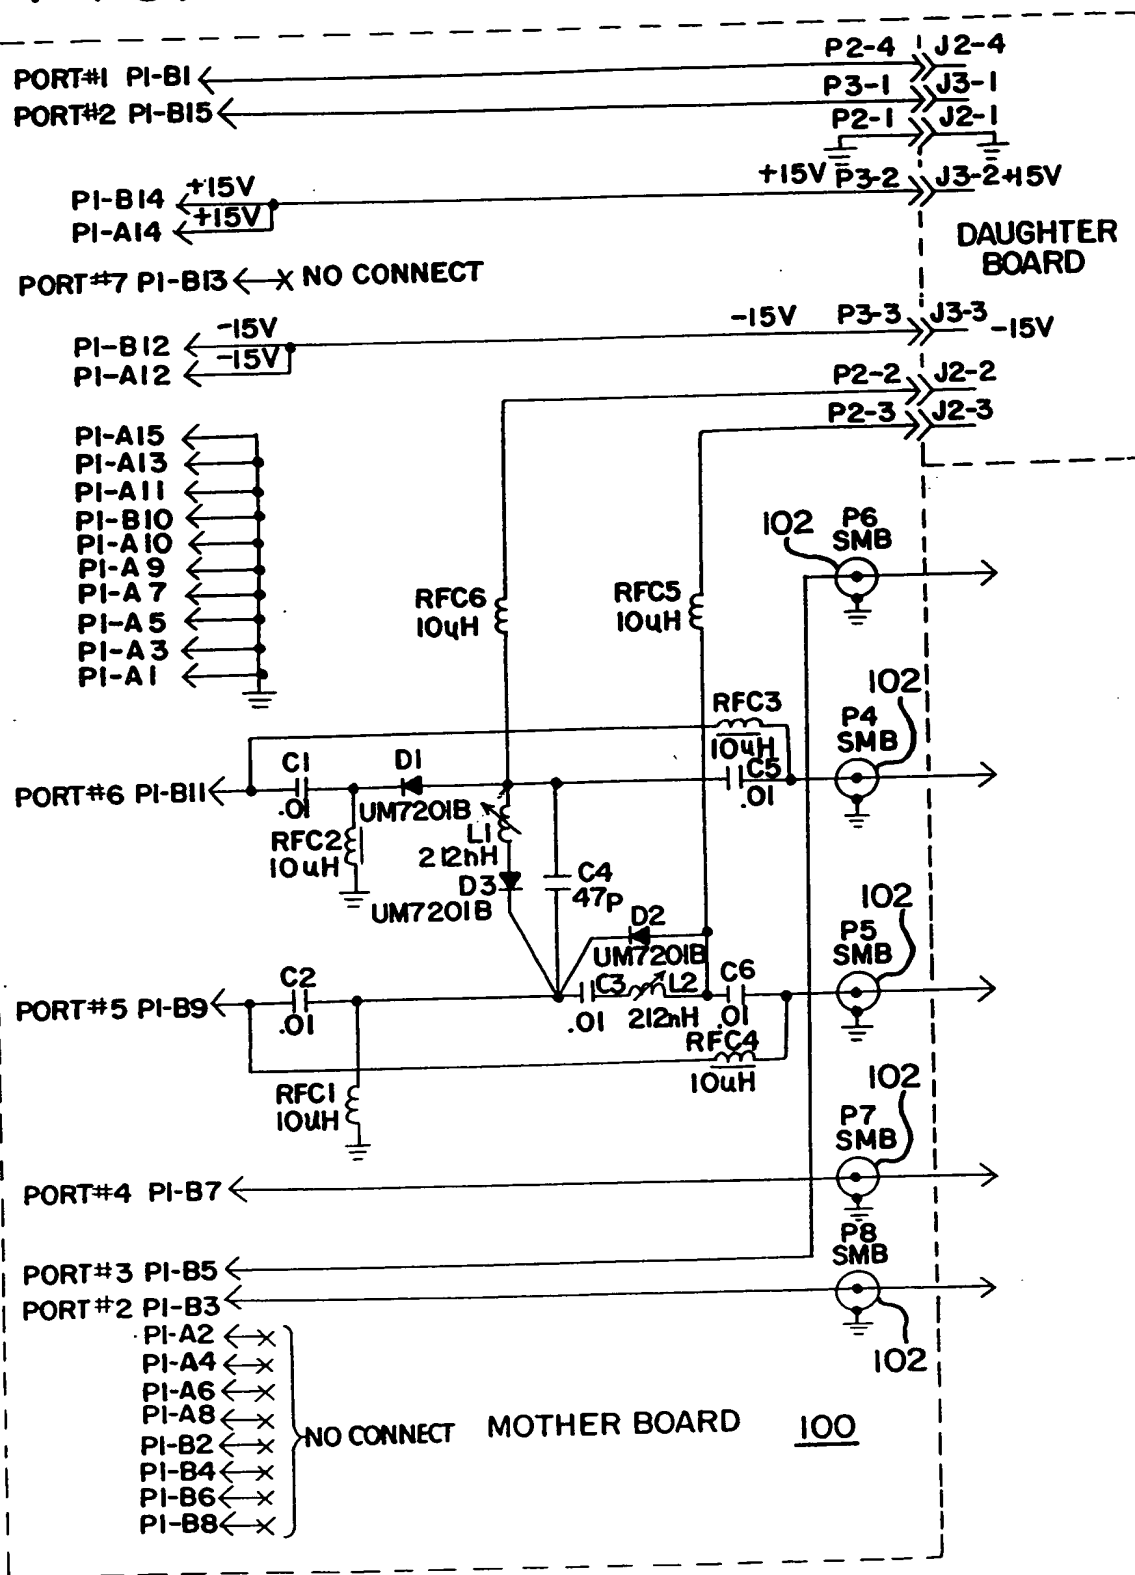 PORT#1 P1-B1
P2-4 J2-4
PORT#2 P1-B15
P3-1 J3-1
P2-1 J2-1
P1-B14 +15V
+15V P3-2 J3-2+15V
P1-A14 +15V
DAUGHTER
BOARD
PORT#7 P1-B13 NO CONNECT
P1-B12 -15V
-15V P3-3 J3-3 -15V
P1-A12 -15V
P2-2 J2-2
P2-3 J2-3
P1-A15
P1-A13
P1-A11
P1-B10
P1-A10
P1-A9
P1-A7
P1-A5
P1-A3
P1-A1
102 P6
SMB
RFC6
10uH
RFC5
10uH
102
RFC3
10uH
P4
SMB
PORT#6 P1-B11
C1
.01
D1
UM7201B
C5
.01
RFC2
10uH
L1
212nH
D3
UM7201B
C4
47P
102
D2
UM7201B
P5
SMB
PORT#5 P1-B9
C2
.01
C3
.01
L2
212nH
C6
.01
RFC4
10uH
RFC1
10uH
102
P7
SMB
PORT#4 P1-B7
P8
SMB
PORT#3 P1-B5
PORT#2 P1-B3
102
P1-A2
P1-A4
P1-A6
P1-A8
P1-B2
P1-B4
P1-B6
P1-B8
NO CONNECT
MOTHER BOARD 100